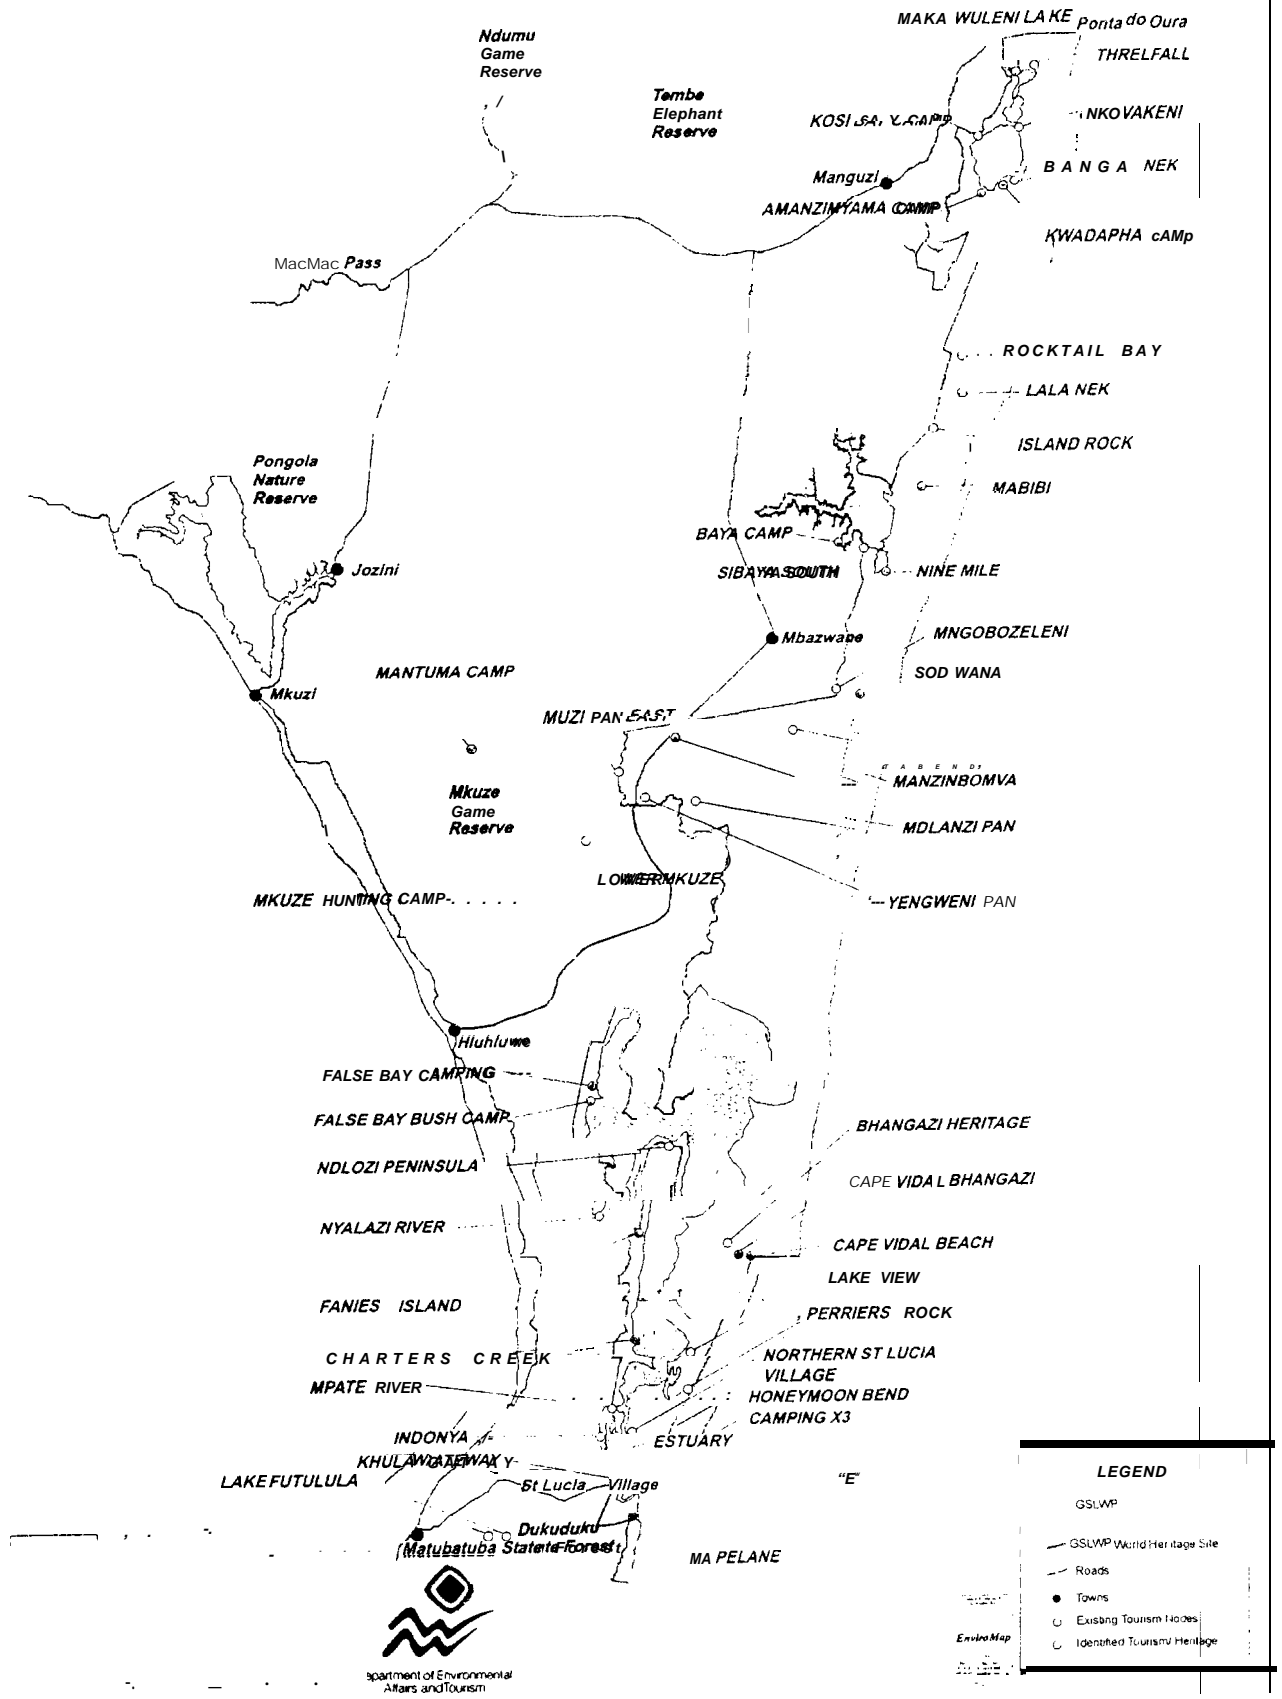 MAKA WULENI LAKE
Ponta do Oura
Ndumu
Game
Reserve
THRELFALL
Tembe
Elephant
Reserve
KOSI
NKOVAKENI
BANGA NEK
Manguzi
AMANZIMYAMA CAMP
KWADAPHA cAMp
MacMac Pass
ROCKTAIL BAY
LALA NEK
ISLAND ROCK
Pongola
Nature
Reserve
MABIBI
BAYA CAMP
Jozini
SIBAYA SOUTH
NINE MILE
Mbazwane
MNGOBOZELENI
MANTUMA CAMP
SOD WANA
Mkuzi
MUZI PAN EAST
MANZINBOMVA
Mkuze
Game
Reserve
MDLANZI PAN
LOWER MKUZE
MKUZE HUNTING CAMP
YENGWENI PAN
Hluhluwe
FALSE BAY CAMPING
FALSE BAY BUSH CAMP
BHANGAZI HERITAGE
NDLOZI PENINSULA
CAPE VIDAL BHANGAZI
NYALAZI RIVER
CAPE VIDAL BEACH
LAKE VIEW
FANIES ISLAND
PERRIERS ROCK
CHARTERS CREEK
NORTHERN ST LUCIA
VILLAGE
MPATE RIVER
HONEYMOON BEND
CAMPING X3
INDONYA
ESTUARY
LAKE FUTULULA
St Lucia Village
"E"
LEGEND
GSLWP
GSLWP World Heritage Site
Roads
Towns
Existing Tourism Nodes
Identified Tourism/ Heritage
Dukuduku
Matubatuba State Forest
MA PELANE
EnviroMap
epartment of Environmental
Affairs and Tourism